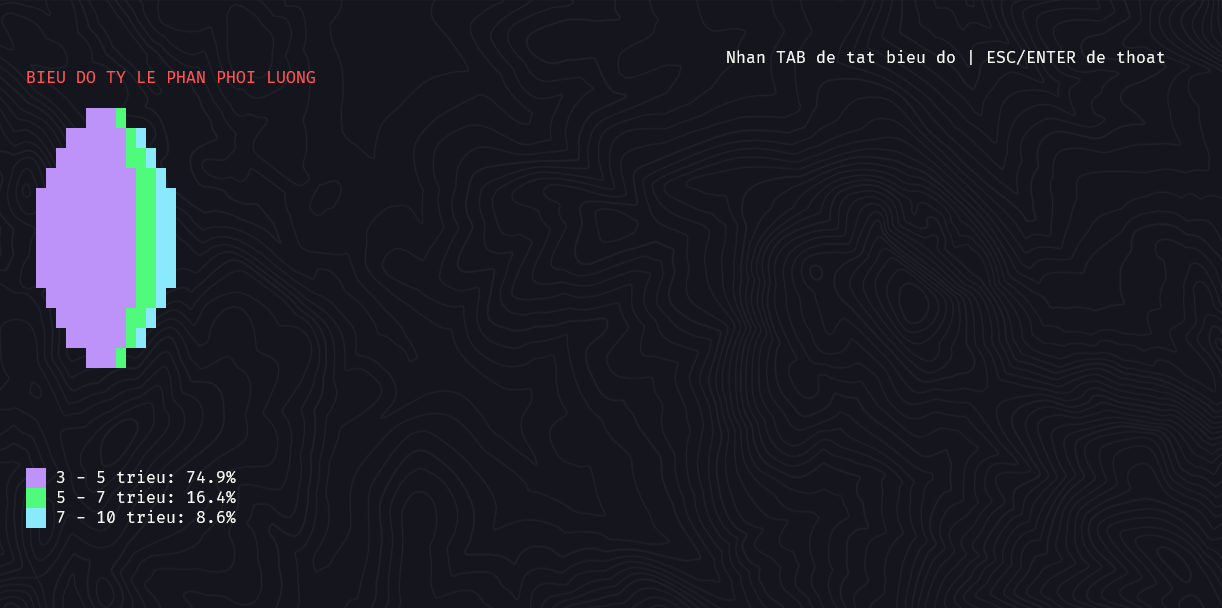 Nhan TAB de tat bieu do | ESC/ENTER de thoat
BIEU DO TY LE PHAN PHOI LUONG
3 - 5 trieu: 74.9%
5 - 7 trieu: 16.4%
7 - 10 trieu: 8.6%